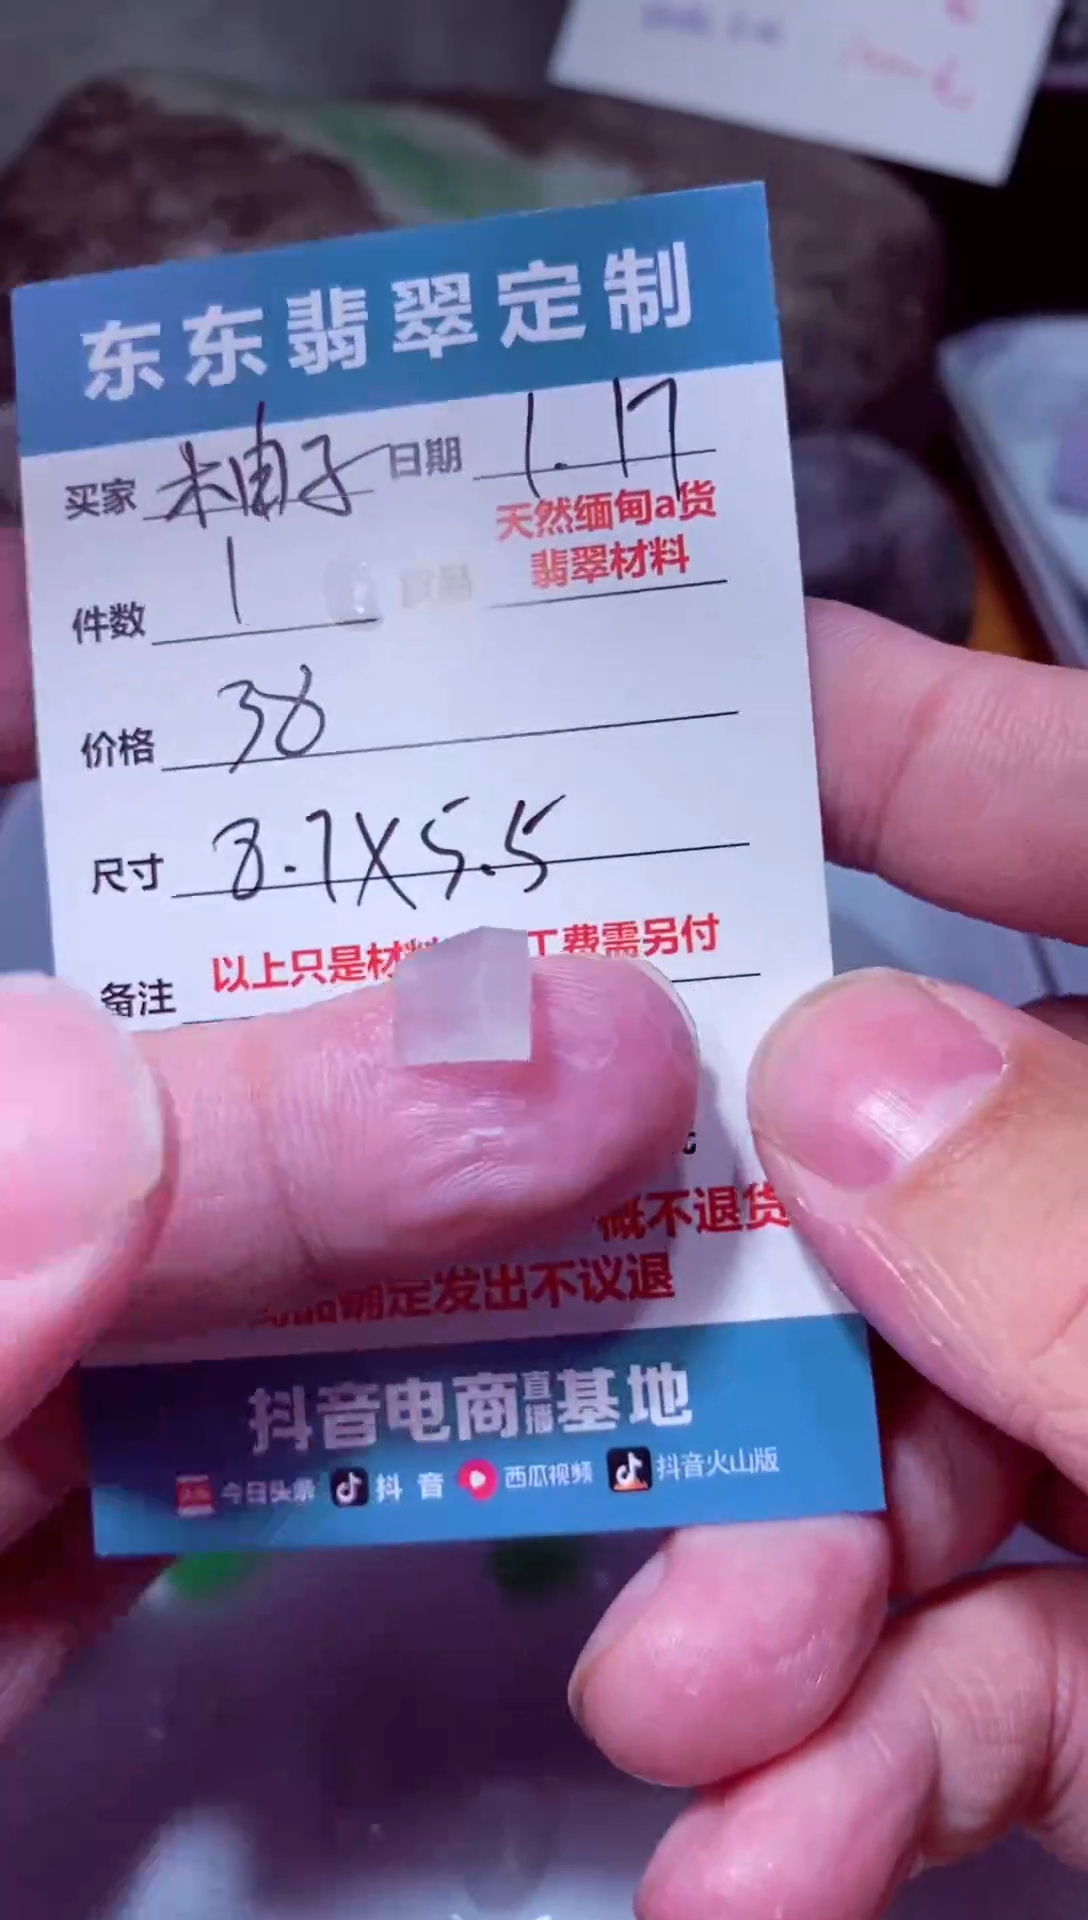 东东翡翠定制
买家 柚子 日期 1.17
天然缅甸a货
件数 1 翡翠材料
价格 38
尺寸 8.7X5.5
以上只是材 工费需另付
备注
概不退货
确定发出不议退
抖音电商直播基地
今日头条 抖音 西瓜视频 抖音火山版